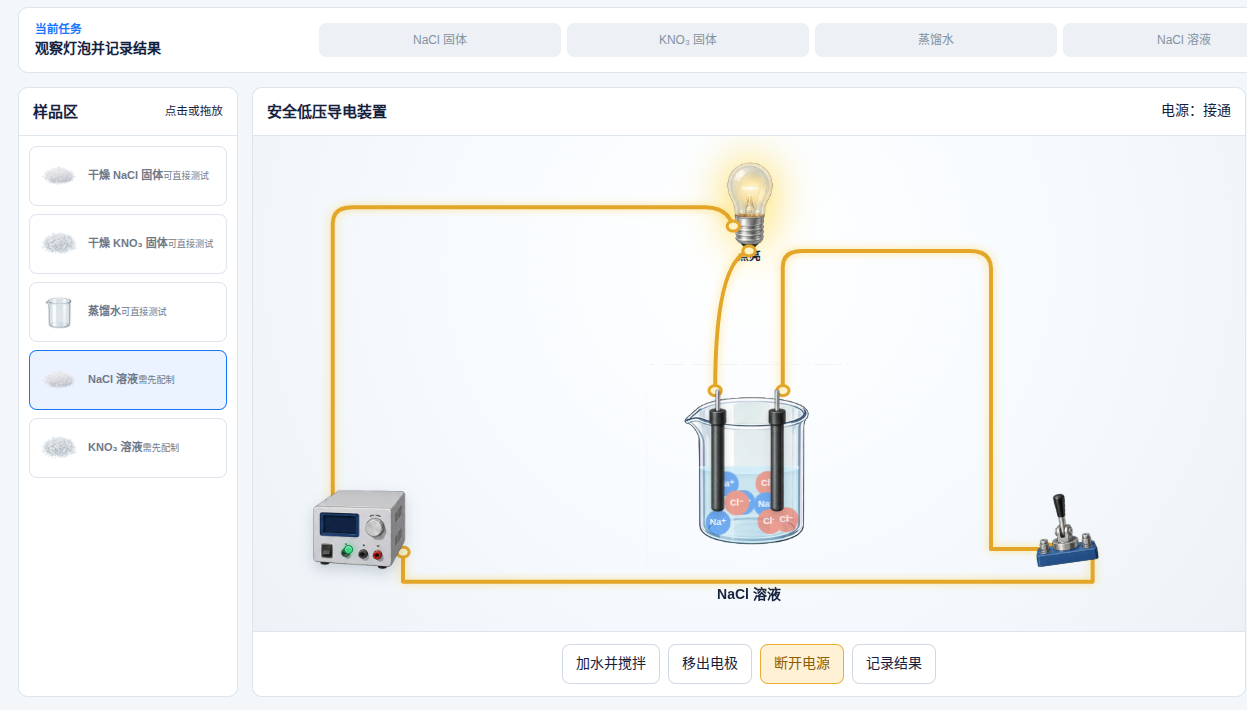 当前任务
观察灯泡并记录结果
NaCl 固体
KNO₃ 固体
蒸馏水
NaCl 溶液
样品区
点击或拖放
干燥 NaCl 固体可直接测试
干燥 KNO₃ 固体可直接测试
蒸馏水可直接测试
NaCl 溶液需先配制
KNO₃ 溶液需先配制
安全低压导电装置
电源：接通
Cl⁻
Cl⁻
Na⁺
Cl⁻
NaCl 溶液
加水并搅拌
移出电极
断开电源
记录结果